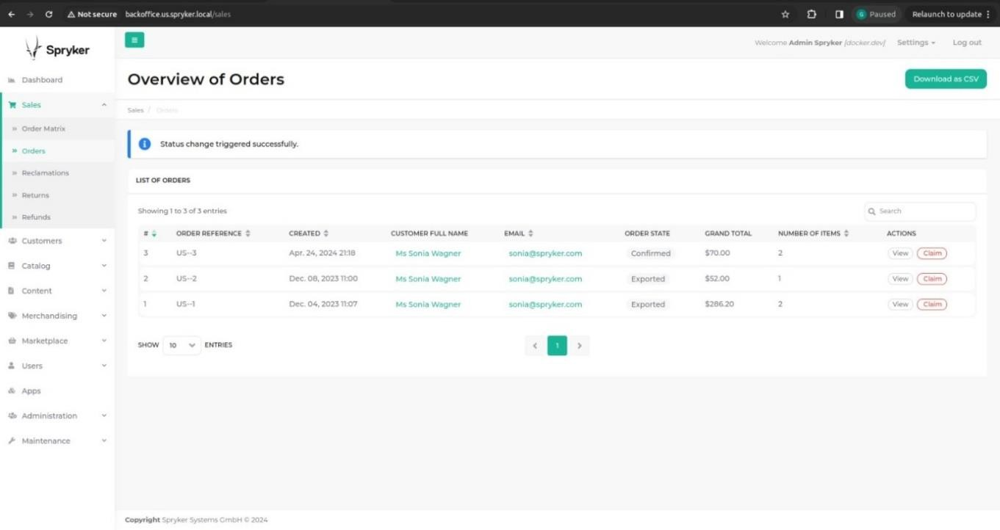 Not secure backoffice.us.spryker.local/sales G Paused Relaunch to update
Spryker
Welcome Admin Spryker [docker.dev] Settings Log out
Dashboard
Sales
Order Matrix
Orders
Reclamations
Returns
Refunds
Customers
Catalog
Content
Merchandising
Marketplace
Users
Apps
Administration
Maintenance
Overview of Orders
Download as CSV
Sales / Orders
Status change triggered successfully.
LIST OF ORDERS
Showing 1 to 3 of 3 entries
Search
# ORDER REFERENCE CREATED CUSTOMER FULL NAME EMAIL ORDER STATE GRAND TOTAL NUMBER OF ITEMS ACTIONS
3 US--3 Apr. 24, 2024 21:18 Ms Sonia Wagner sonia@spryker.com Confirmed $70.00 2 View Claim
2 US--2 Dec. 08, 2023 11:00 Ms Sonia Wagner sonia@spryker.com Exported $52.00 1 View Claim
1 US--1 Dec. 04, 2023 11:07 Ms Sonia Wagner sonia@spryker.com Exported $286.20 2 View Claim
SHOW 10 ENTRIES
< 1 >
Copyright Spryker Systems GmbH © 2024